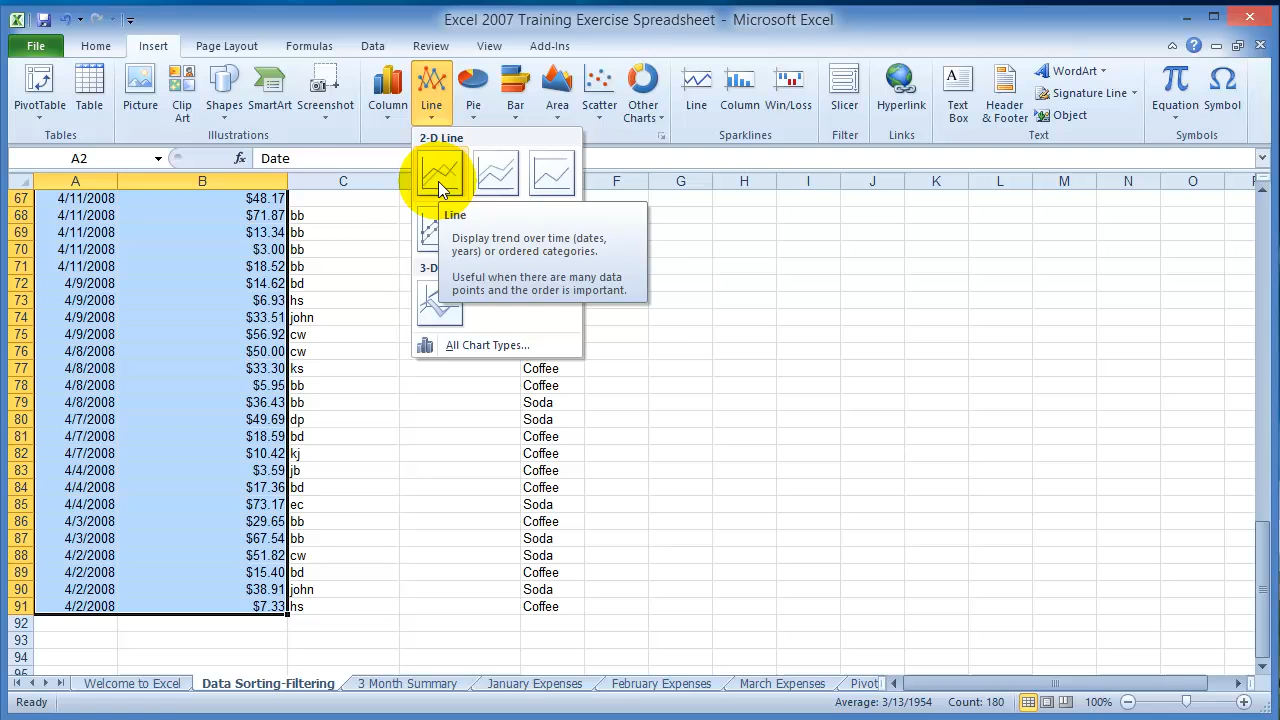 Excel 2007 Training Exercise Spreadsheet - Microsoft Excel
File Home Insert Page Layout Formulas Data Review View Add-Ins
PivotTable Table Picture Clip Art Shapes SmartArt Screenshot Column Line Pie Bar Area Scatter Other Charts Line Column Win/Loss Slicer Hyperlink Text Box Header & Footer WordArt Signature Line Object Equation Symbol
Tables Illustrations Sparklines Filter Text Symbols
A2 fx Date
2-D Line
A B C F G H I J K L M N O
Line
Display trend over time (dates,
years) or ordered categories.
Useful when there are many data
points and the order is important.
3-D
All Chart Types...
67 4/11/2008 $48.17
68 4/11/2008 $71.87 bb
69 4/11/2008 $13.34 bb
70 4/11/2008 $3.00 bb
71 4/11/2008 $18.52 bb
72 4/9/2008 $14.62 bd
73 4/9/2008 $6.93 hs
74 4/9/2008 $33.51 john
75 4/9/2008 $56.92 cw
76 4/8/2008 $50.00 cw
77 4/8/2008 $33.30 ks Coffee
78 4/8/2008 $5.95 bb Coffee
79 4/8/2008 $36.43 bb Soda
80 4/7/2008 $49.69 dp Soda
81 4/7/2008 $18.59 bd Coffee
82 4/7/2008 $10.42 kj Coffee
83 4/7/2008 $3.59 jb Coffee
84 4/4/2008 $17.36 bd Coffee
85 4/4/2008 $73.17 ec Soda
86 4/3/2008 $29.65 bb Coffee
87 4/3/2008 $67.54 bb Soda
88 4/2/2008 $51.82 cw Soda
89 4/2/2008 $15.40 bd Coffee
90 4/2/2008 $38.91 john Soda
91 4/2/2008 $7.33 hs Coffee
92
93
94
Welcome to Excel Data Sorting-Filtering 3 Month Summary January Expenses February Expenses March Expenses Pivot
Ready Average: 3/13/1954 Count: 180 100%